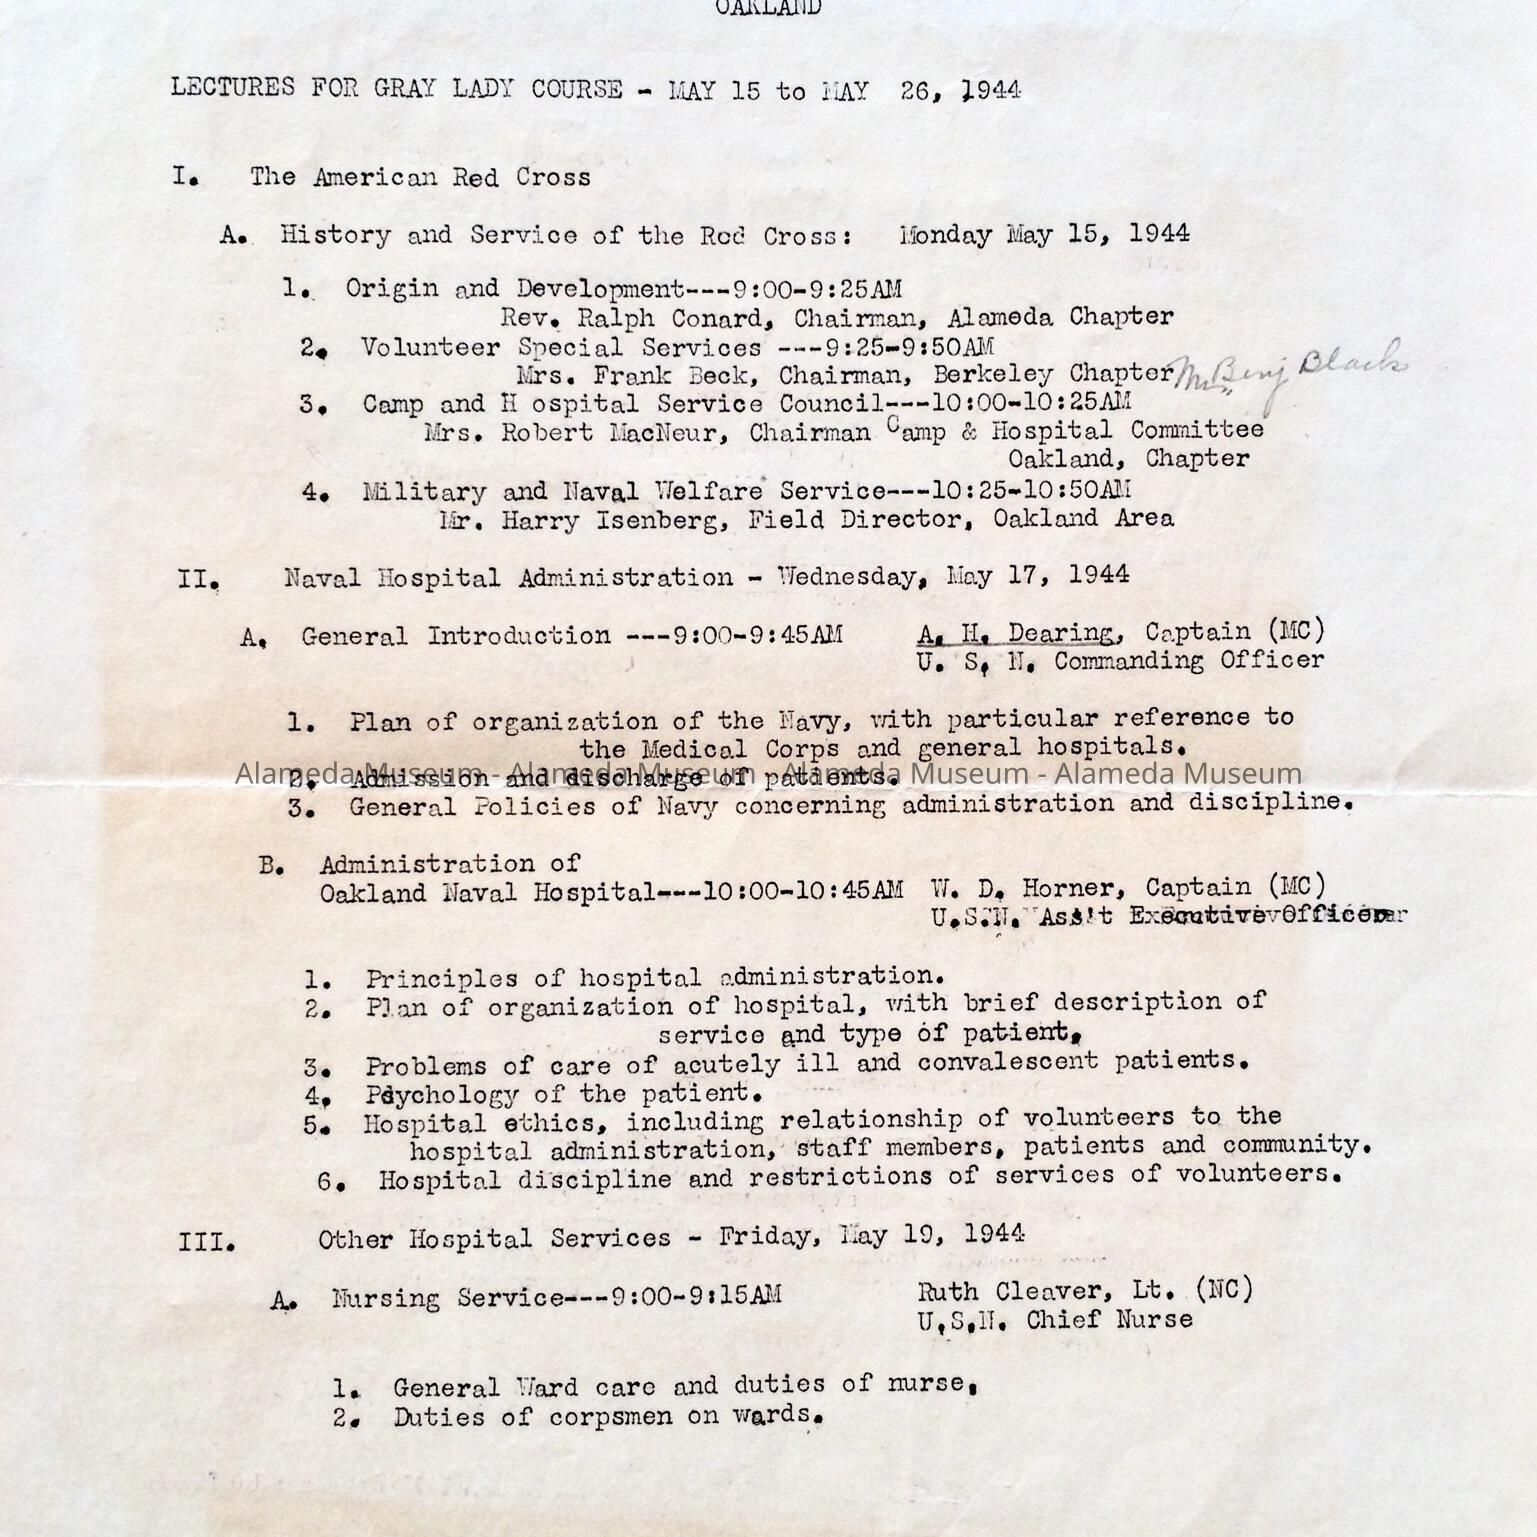 OAKLAND
LECTURES FOR GRAY LADY COURSE - MAY 15 to MAY 26, 1944
I. The American Red Cross
A. History and Service of the Red Cross: Monday May 15, 1944
1. Origin and Development---9:00-9:25AM
Rev. Ralph Conard, Chairman, Alameda Chapter
2. Volunteer Special Services ---9:25-9:50AM
Mrs. Frank Beck, Chairman, Berkeley Chapter Mrs. Benj Black
3. Camp and H ospital Service Council---10:00-10:25AM
Mrs. Robert MacNeur, Chairman Camp & Hospital Committee
Oakland, Chapter
4. Military and Naval Welfare Service---10:25-10:50AM
Mr. Harry Isenberg, Field Director, Oakland Area
II. Naval Hospital Administration - Wednesday, May 17, 1944
A. General Introduction ---9:00-9:45AM A. H. Dearing, Captain (MC)
U. S. N. Commanding Officer
1. Plan of organization of the Navy, with particular reference to
the Medical Corps and general hospitals.
Alameda Museum - Alameda Museum - Alameda Museum - Alameda Museum
2. Admission and discharge of patients.
3. General Policies of Navy concerning administration and discipline.
B. Administration of
Oakland Naval Hospital---10:00-10:45AM W. D. Horner, Captain (MC)
U.S.N. Ass't Executive Officer
1. Principles of hospital administration.
2. Plan of organization of hospital, with brief description of
service and type of patient.
3. Problems of care of acutely ill and convalescent patients.
4. Psychology of the patient.
5. Hospital ethics, including relationship of volunteers to the
hospital administration, staff members, patients and community.
6. Hospital discipline and restrictions of services of volunteers.
III. Other Hospital Services - Friday, May 19, 1944
A. Nursing Service---9:00-9:15AM Ruth Cleaver, Lt. (NC)
U.S.N. Chief Nurse
1. General Ward care and duties of nurse.
2. Duties of corpsmen on wards.